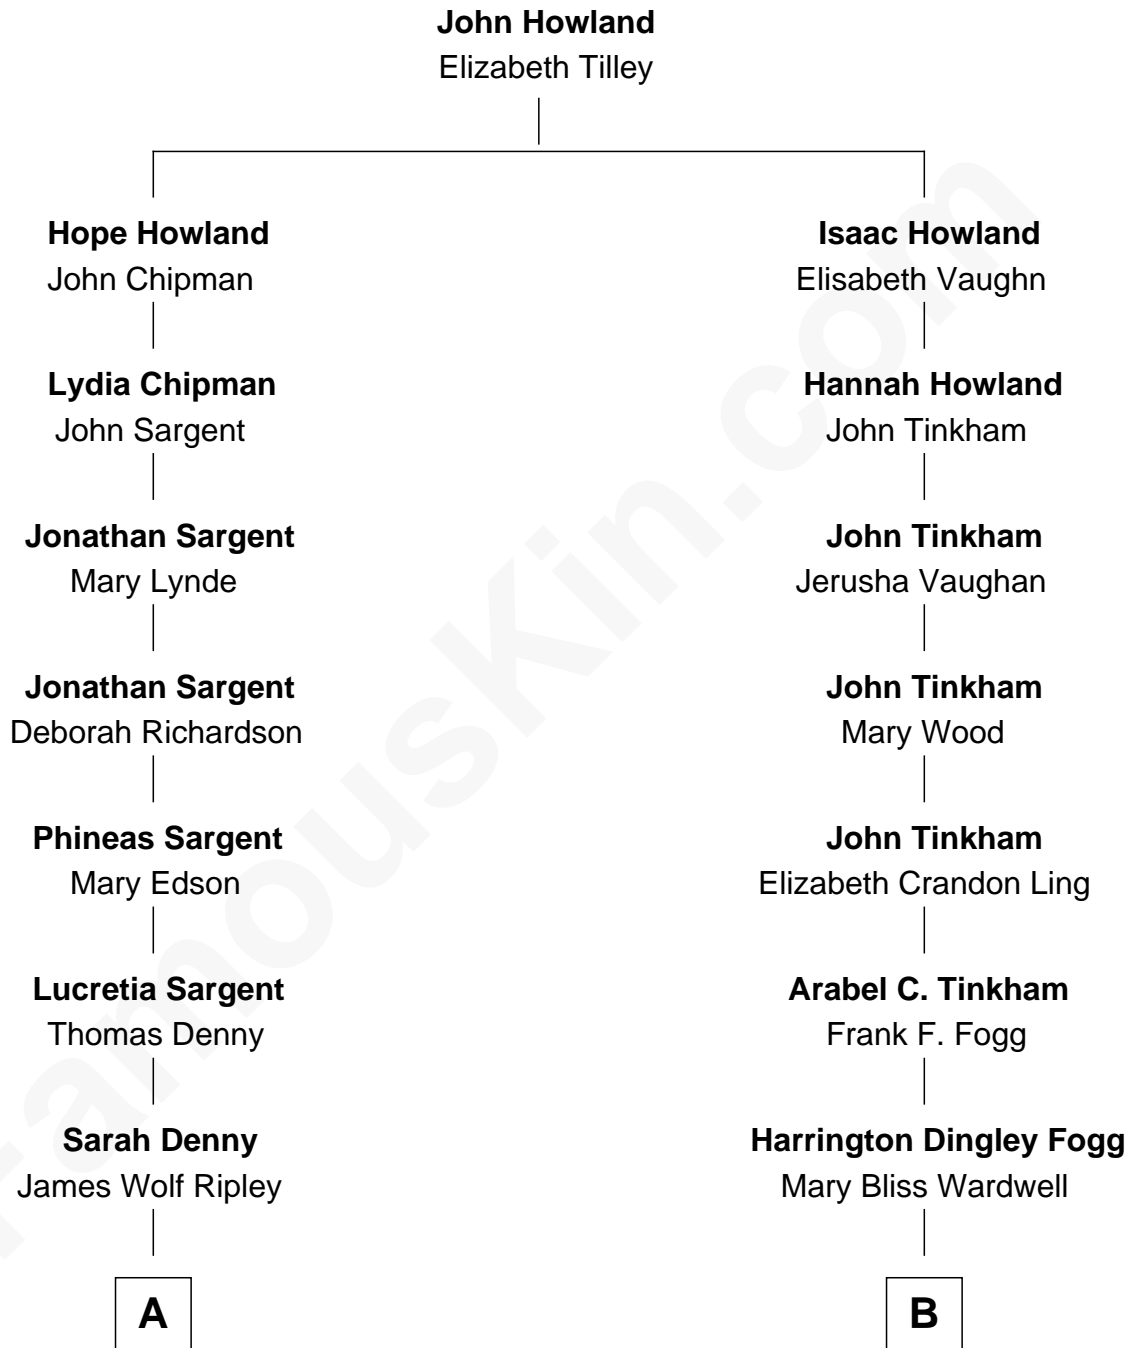 John Howland
Elizabeth Tilley
Hope Howland
John Chipman
Isaac Howland
Elisabeth Vaughn
Lydia Chipman
John Sargent
Hannah Howland
John Tinkham
Jonathan Sargent
Mary Lynde
John Tinkham
Jerusha Vaughan
Jonathan Sargent
Deborah Richardson
John Tinkham
Mary Wood
Phineas Sargent
Mary Edson
John Tinkham
Elizabeth Crandon Ling
Lucretia Sargent
Thomas Denny
Arabel C. Tinkham
Frank F. Fogg
Sarah Denny
James Wolf Ripley
Harrington Dingley Fogg
Mary Bliss Wardwell
A
B
FamousKin.com